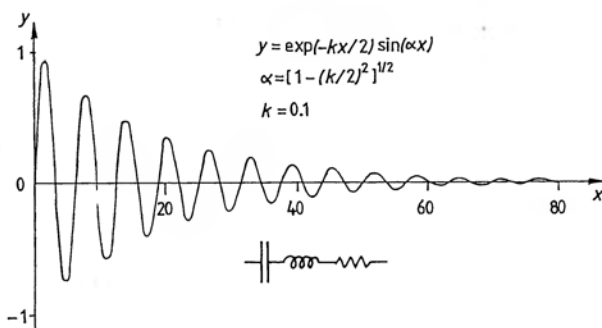 y
1
y = exp(-kx/2) sin(αx)
α = [1 - (k/2)²]^1/2
k = 0.1
0
20
40
60
80
x
-1